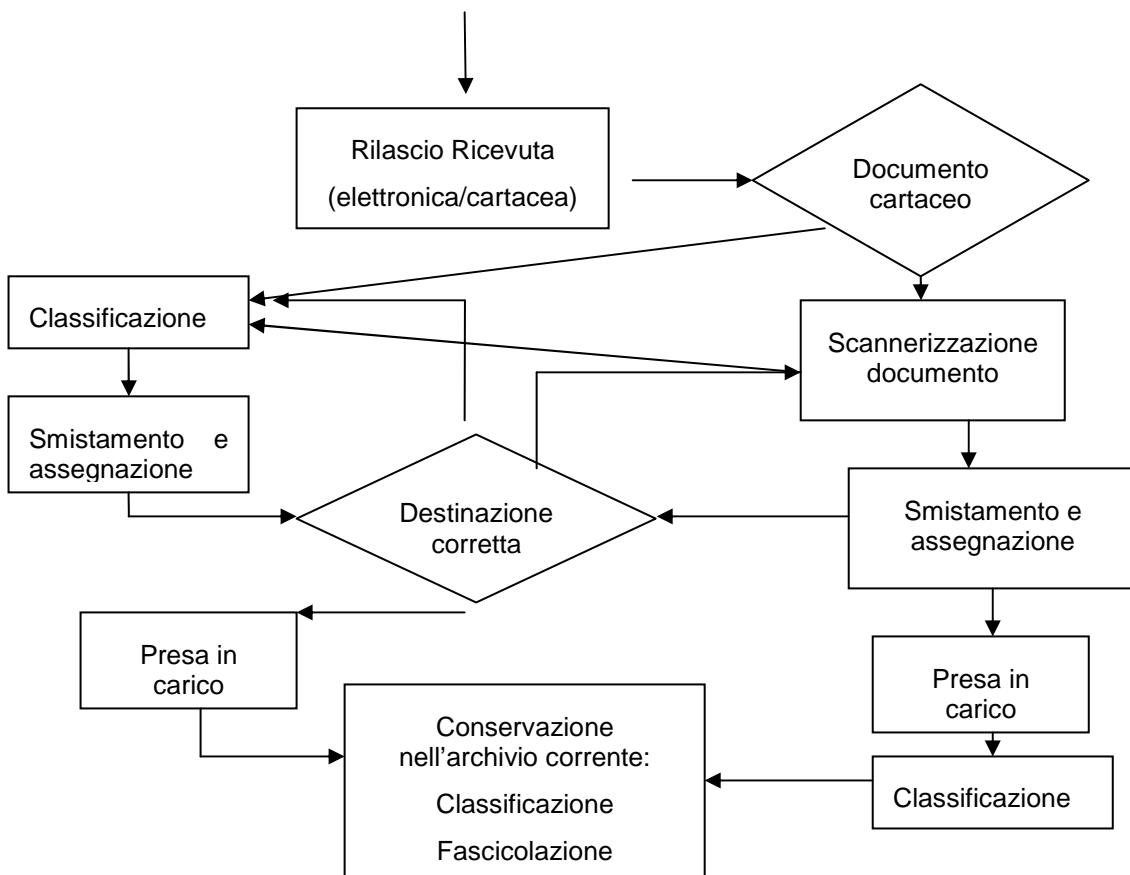 Rilascio Ricevuta
(elettronica/cartacea)
Documento
cartaceo
Classificazione
Scannerizzazione
documento
Smistamento e
assegnazione
Destinazione
corretta
Smistamento e
assegnazione
Presa in
carico
Presa in
carico
Conservazione
nell'archivio corrente:
Classificazione
Fascicolazione
Classificazione